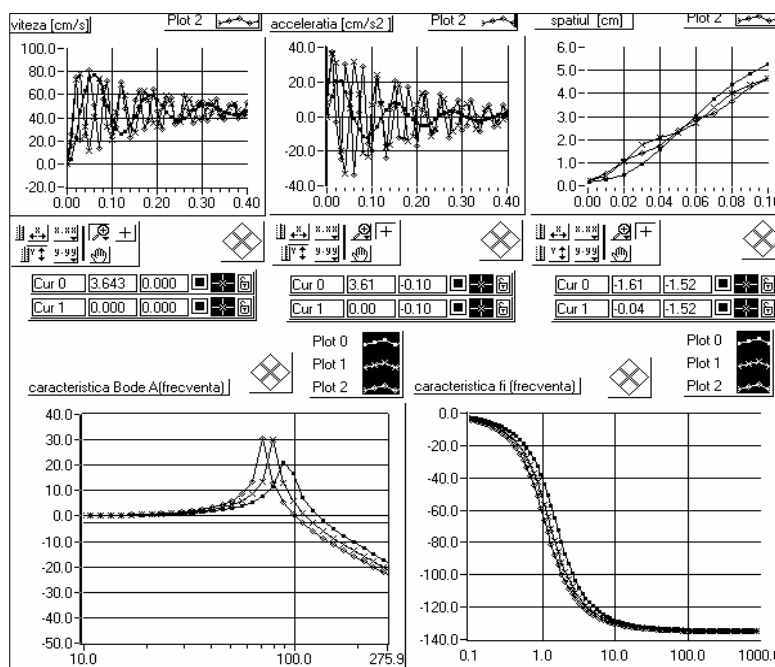 viteza [cm/s]
Plot 2
acceleratia [cm/s2 ]
Plot 2
spatiul [cm]
Plot 2
100.0
80.0
60.0
40.0
20.0
0.0
-20.0
0.00 0.10 0.20 0.30 0.40
40.0
20.0
0.0
-20.0
-40.0
0.00 0.10 0.20 0.30 0.40
6.0
5.0
4.0
3.0
2.0
1.0
0.0
0.00 0.02 0.04 0.06 0.08 0.10
X X.XX
Y Y.YY
X X.XX
Y Y.YY
X X.XX
Y Y.YY
Cur 0 3.643 0.000
Cur 1 0.000 0.000
Cur 0 3.61 -0.10
Cur 1 0.00 -0.10
Cur 0 -1.61 -1.52
Cur 1 -0.04 -1.52
Plot 0
Plot 1
Plot 2
Plot 0
Plot 1
Plot 2
caracteristica Bode A(frecventa)
caracteristica fi (frecventa)
40.0
30.0
20.0
10.0
0.0
-10.0
-20.0
-30.0
40.0
-50.0
10.0 100.0 275.9
0.0
-20.0
-40.0
-60.0
-80.0
-100.0
-120.0
-140.0
0.1 1.0 10.0 100.0 1000.0